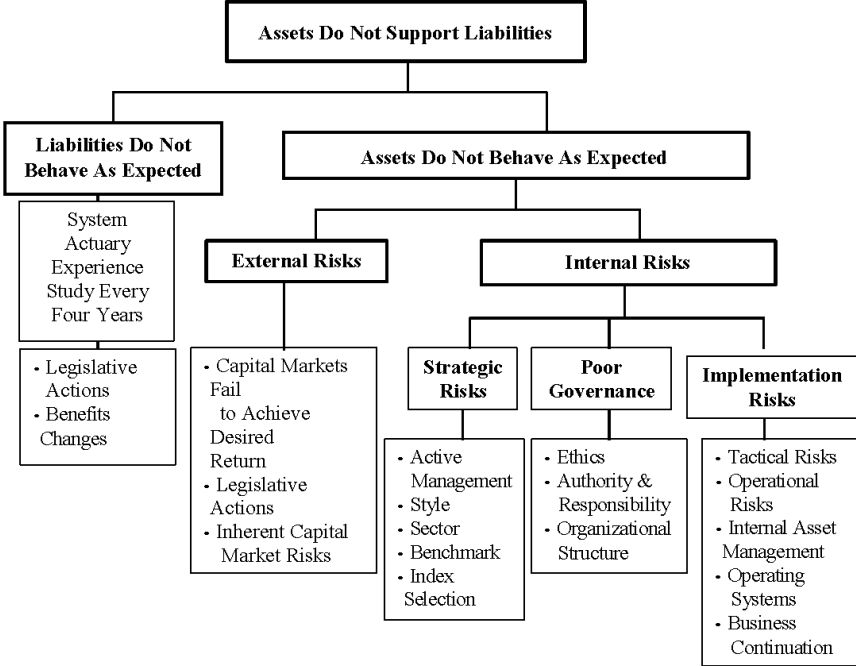 Assets Do Not Support Liabilities
Liabilities Do Not
Behave As Expected
Assets Do Not Behave As Expected
System
Actuary
Experience
Study Every
Four Years
• Legislative
Actions
• Benefits
Changes
External Risks
Internal Risks
• Capital Markets
Fail
to Achieve
Desired
Return
• Legislative
Actions
• Inherent Capital
Market Risks
Strategic
Risks
• Active
Management
• Style
• Sector
• Benchmark
• Index
Selection
Poor
Governance
• Ethics
• Authority &
Responsibility
• Organizational
Structure
Implementation
Risks
• Tactical Risks
• Operational
Risks
• Internal Asset
Management
• Operating
Systems
• Business
Continuation